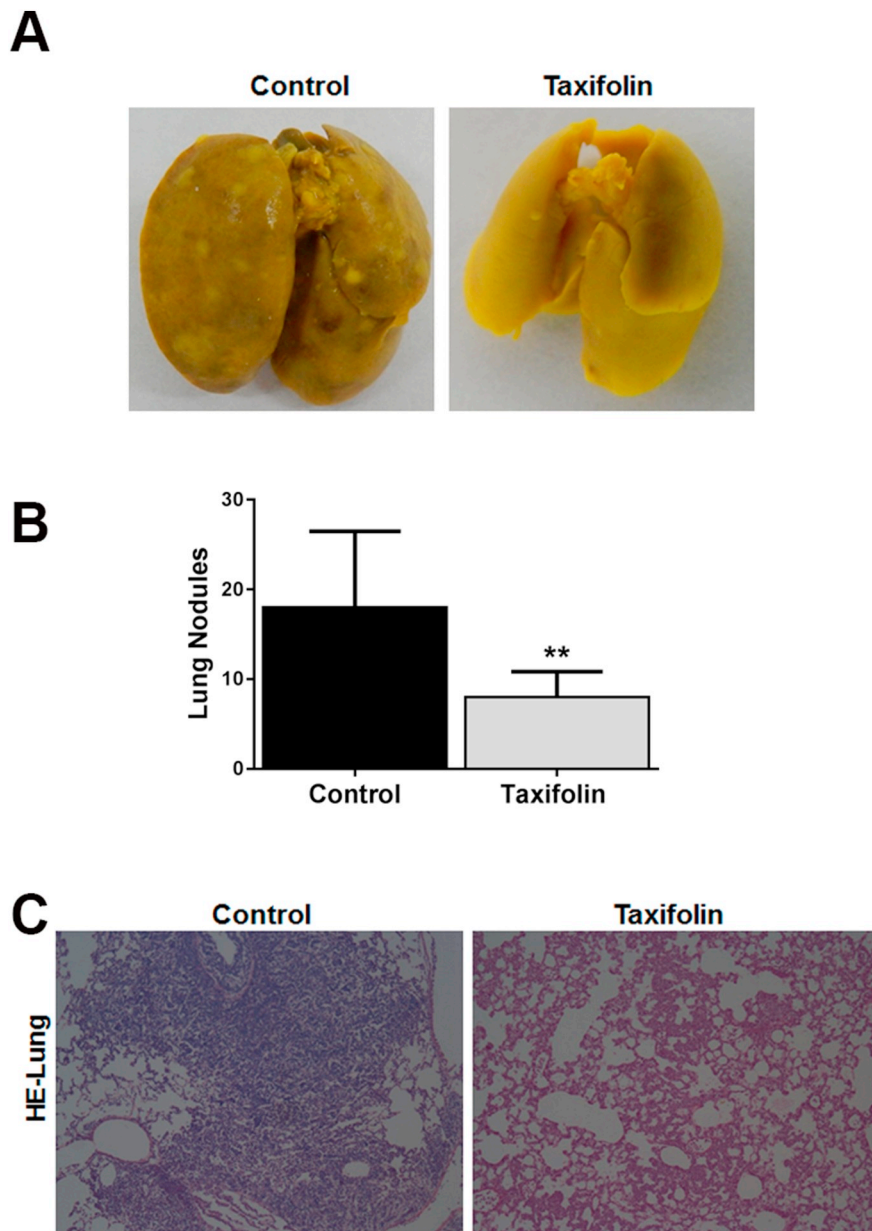 A
Control Taxifolin
B
30
20
10
0
Lung Nodules
**
Control Taxifolin
C
Control Taxifolin
HE-Lung